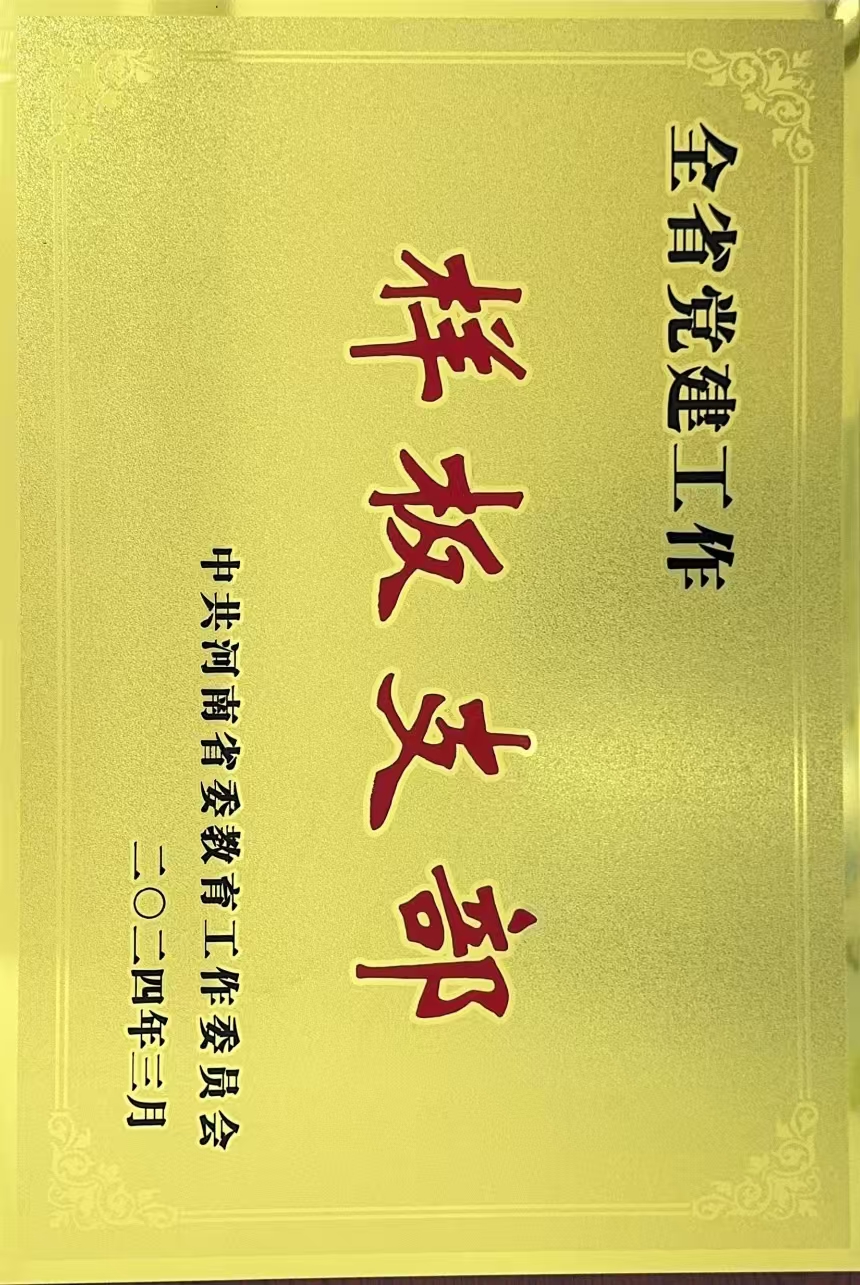 全省党建工作
样板支部
中共河南省委教育工作委员会
二〇二四年三月